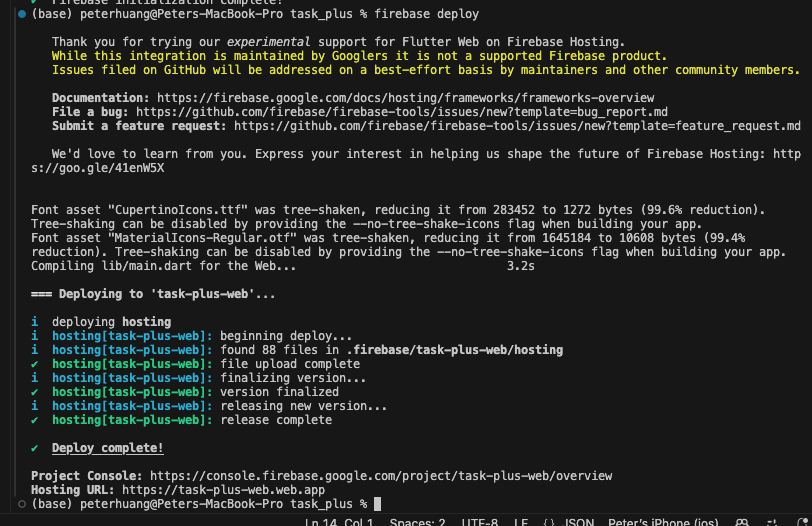 ✔ Firebase initialization complete!
(base) peterhuang@Peters-MacBook-Pro task_plus % firebase deploy
Thank you for trying our experimental support for Flutter Web on Firebase Hosting.
While this integration is maintained by Googlers it is not a supported Firebase product.
Issues filed on GitHub will be addressed on a best-effort basis by maintainers and other community members.
Documentation: https://firebase.google.com/docs/hosting/frameworks/frameworks-overview
File a bug: https://github.com/firebase/firebase-tools/issues/new?template=bug_report.md
Submit a feature request: https://github.com/firebase/firebase-tools/issues/new?template=feature_request.md
We'd love to learn from you. Express your interest in helping us shape the future of Firebase Hosting: http
s://goo.gle/41enW5X
Font asset "CupertinoIcons.ttf" was tree-shaken, reducing it from 283452 to 1272 bytes (99.6% reduction).
Tree-shaking can be disabled by providing the --no-tree-shake-icons flag when building your app.
Font asset "MaterialIcons-Regular.otf" was tree-shaken, reducing it from 1645184 to 10608 bytes (99.4%
reduction). Tree-shaking can be disabled by providing the --no-tree-shake-icons flag when building your app.
Compiling lib/main.dart for the Web... 3.2s
=== Deploying to 'task-plus-web'...
i deploying hosting
i hosting[task-plus-web]: beginning deploy...
i hosting[task-plus-web]: found 88 files in .firebase/task-plus-web/hosting
✔ hosting[task-plus-web]: file upload complete
i hosting[task-plus-web]: finalizing version...
✔ hosting[task-plus-web]: version finalized
i hosting[task-plus-web]: releasing new version...
✔ hosting[task-plus-web]: release complete
✔ Deploy complete!
Project Console: https://console.firebase.google.com/project/task-plus-web/overview
Hosting URL: https://task-plus-web.web.app
(base) peterhuang@Peters-MacBook-Pro task_plus %
Ln 14, Col 1 Spaces: 2 UTF-8 LF {} JSON Peter's iPhone (ios)